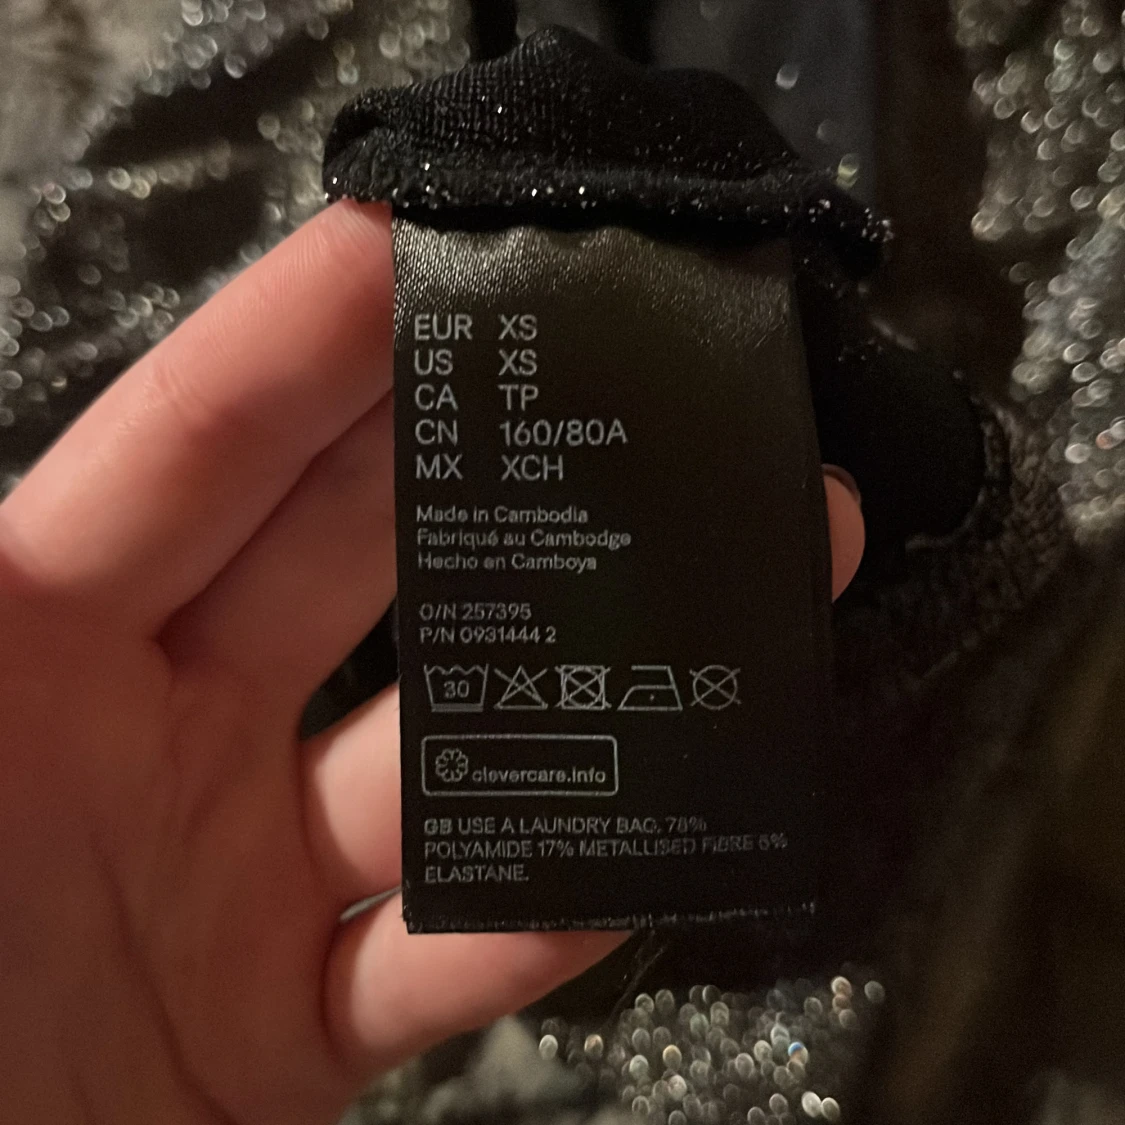 EUR XS
US XS
CA TP
CN 160/80A
MX XCH
Made in Cambodia
Fabriqué au Cambodge
Hecho en Camboya
O/N 257395
P/N 0931444 2
30
clevercare.info
GB USE A LAUNDRY BAG. 78%
POLYAMIDE 17% METALLISED FIBRE 5%
ELASTANE.